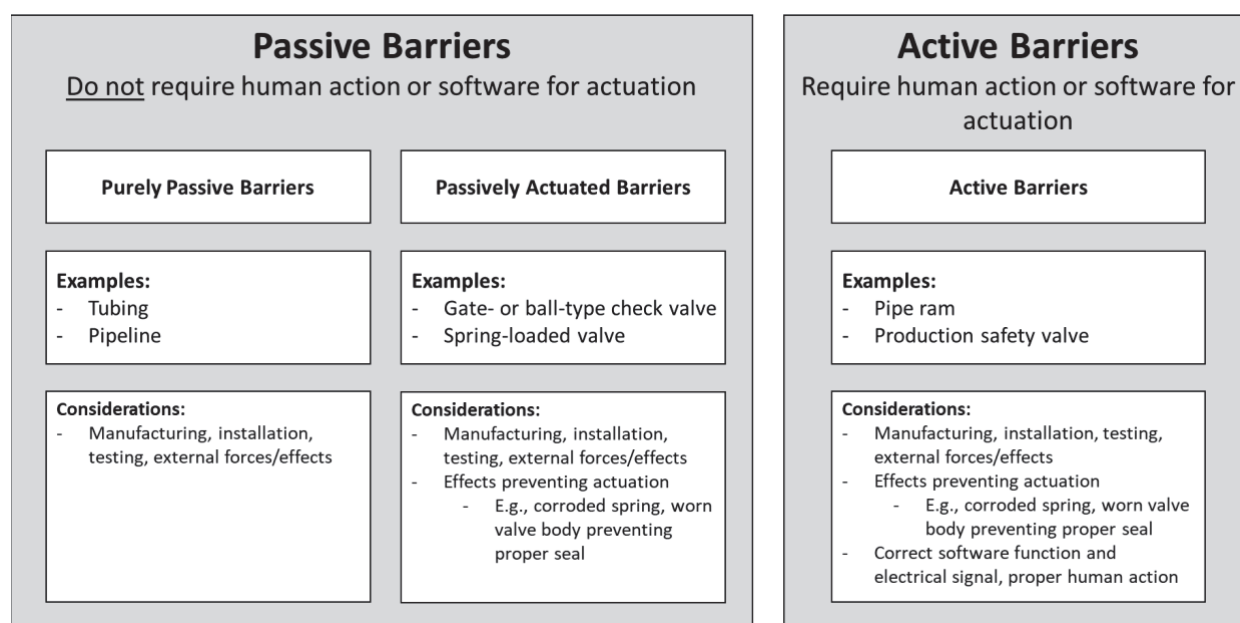 Passive Barriers
Do not require human action or software for actuation
Purely Passive Barriers
Examples:
- Tubing
- Pipeline
Considerations:
- Manufacturing, installation,
testing, external forces/effects
Passively Actuated Barriers
Examples:
- Gate- or ball-type check valve
- Spring-loaded valve
Considerations:
- Manufacturing, installation,
testing, external forces/effects
- Effects preventing actuation
- E.g., corroded spring, worn
valve body preventing
proper seal
Active Barriers
Require human action or software for
actuation
Active Barriers
Examples:
- Pipe ram
- Production safety valve
Considerations:
- Manufacturing, installation, testing,
external forces/effects
- Effects preventing actuation
- E.g., corroded spring, worn valve
body preventing proper seal
- Correct software function and
electrical signal, proper human action